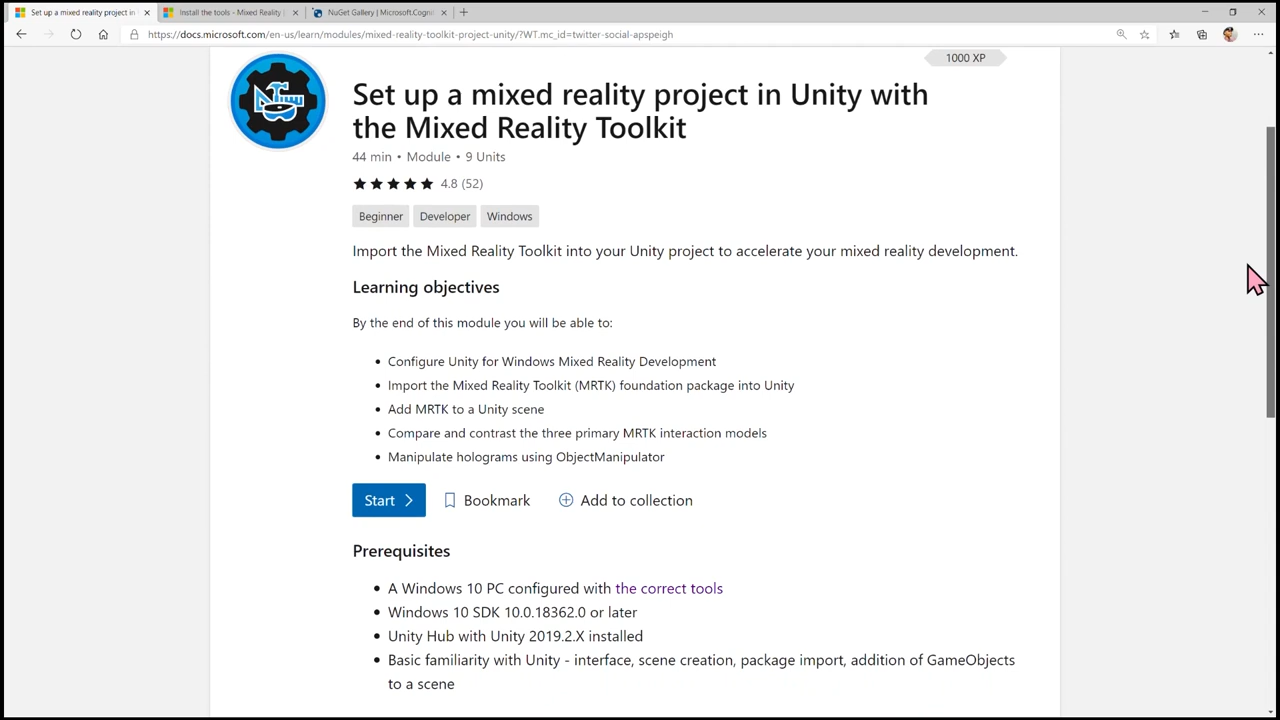 Set up a mixed reality project in
Install the tools - Mixed Reality |
NuGet Gallery | Microsoft.Cogni
https://docs.microsoft.com/en-us/learn/modules/mixed-reality-toolkit-project-unity/?WT.mc_id=twitter-social-apspeigh
1000 XP
Set up a mixed reality project in Unity with
the Mixed Reality Toolkit
44 min • Module • 9 Units
4.8 (52)
Beginner Developer Windows
Import the Mixed Reality Toolkit into your Unity project to accelerate your mixed reality development.
Learning objectives
By the end of this module you will be able to:
• Configure Unity for Windows Mixed Reality Development
• Import the Mixed Reality Toolkit (MRTK) foundation package into Unity
• Add MRTK to a Unity scene
• Compare and contrast the three primary MRTK interaction models
• Manipulate holograms using ObjectManipulator
Start Bookmark Add to collection
Prerequisites
• A Windows 10 PC configured with the correct tools
• Windows 10 SDK 10.0.18362.0 or later
• Unity Hub with Unity 2019.2.X installed
• Basic familiarity with Unity - interface, scene creation, package import, addition of GameObjects
to a scene